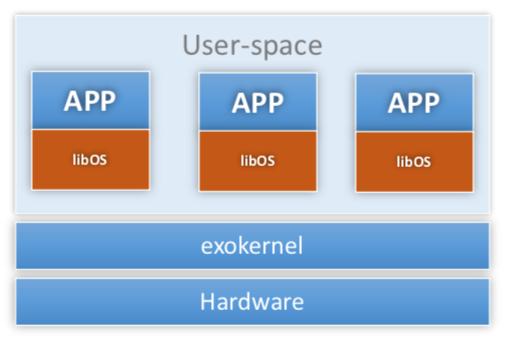 User-space
APP APP APP
libOS libOS libOS
exokernel
Hardware